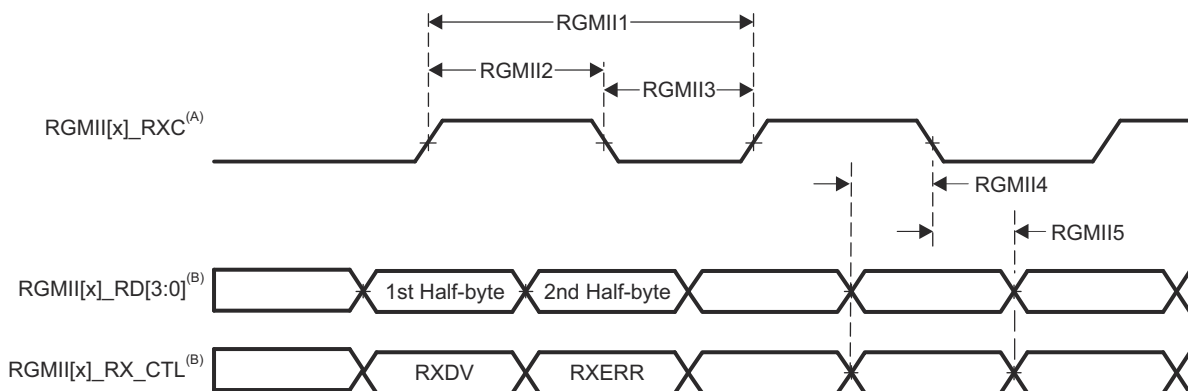 RGMII1
RGMII2
RGMII3
RGMII[x]_RXC(A)
RGMII4
RGMII5
RGMII[x]_RD[3:0](B)
1st Half-byte
2nd Half-byte
RGMII[x]_RX_CTL(B)
RXDV
RXERR